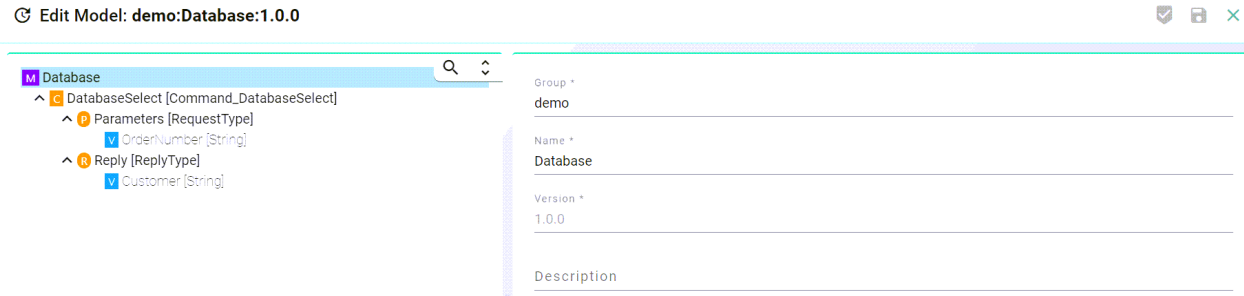 Edit Model: demo:Database:1.0.0
M Database
C DatabaseSelect [Command_DatabaseSelect]
P Parameters [RequestType]
V OrderNumber [String]
R Reply [ReplyType]
V Customer [String]
Group *
demo
Name *
Database
Version *
1.0.0
Description